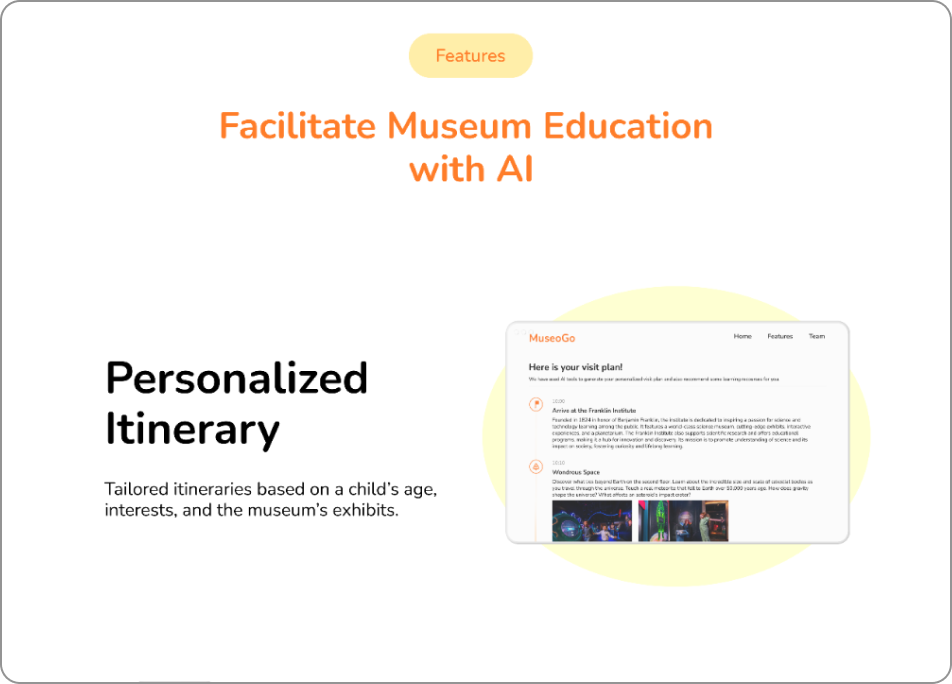 Features
Facilitate Museum Education
with AI
Personalized
Itinerary
Tailored itineraries based on a child's age,
interests, and the museum's exhibits.
MuseoGo
Home
Features
Team
Here is your visit plan!
We have used AI tools to generate your personalized visit plan and also recommend some learning resources for you.
10:00
Arrive at the Franklin Institute
Founded in 1824 in honor of Benjamin Franklin, the institute is dedicated to inspiring a passion for science and
technology learning among the public. It features a world-class science museum, cutting-edge exhibits, interactive
experiences, and a planetarium. The Franklin Institute also supports scientific research and offers educational
programs, making it a hub for innovation and discovery. Its mission is to promote understanding of science and its
impact on society, fostering curiosity and lifelong learning.
10:10
Wondrous Space
Discover what lies beyond Earth on the second floor! Learn about the incredible size and scale of celestial bodies as
you travel through the universe. Touch a real meteorite that fell to Earth over 50,000 years ago. How does gravity
shape the universe? What affects an asteroid's impact crater?